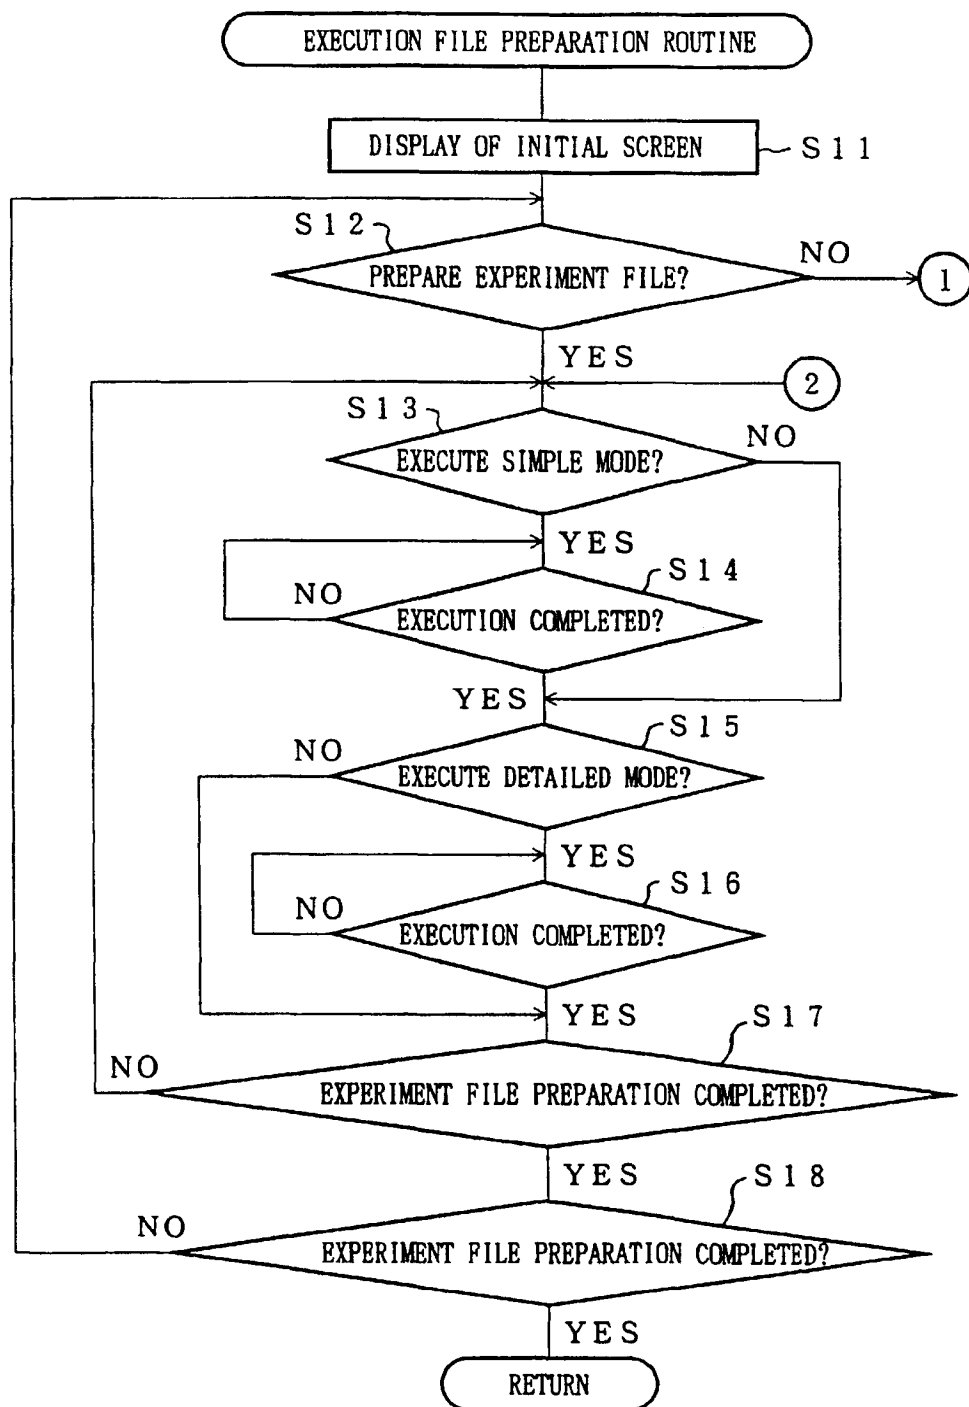 EXECUTION FILE PREPARATION ROUTINE
DISPLAY OF INITIAL SCREEN
S11
S12
PREPARE EXPERIMENT FILE?
NO
1
YES
2
S13
EXECUTE SIMPLE MODE?
NO
YES
S14
NO
EXECUTION COMPLETED?
YES
S15
NO
EXECUTE DETAILED MODE?
YES
S16
NO
EXECUTION COMPLETED?
YES
S17
NO
EXPERIMENT FILE PREPARATION COMPLETED?
YES
S18
NO
EXPERIMENT FILE PREPARATION COMPLETED?
YES
RETURN